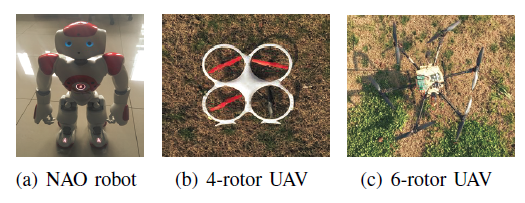 (a) NAO robot
(b) 4-rotor UAV
(c) 6-rotor UAV